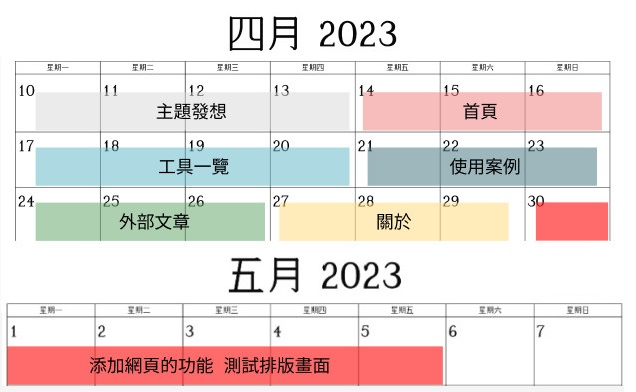 四月 2023
星期一 星期二 星期三 星期四 星期五 星期六 星期日
10 11 12 13 14 15 16
主題發想 首頁
17 18 19 20 21 22 23
工具一覽 使用案例
24 25 26 27 28 29 30
外部文章 關於
五月 2023
星期一 星期二 星期三 星期四 星期五 星期六 星期日
1 2 3 4 5 6 7
添加網頁的功能 測試排版畫面